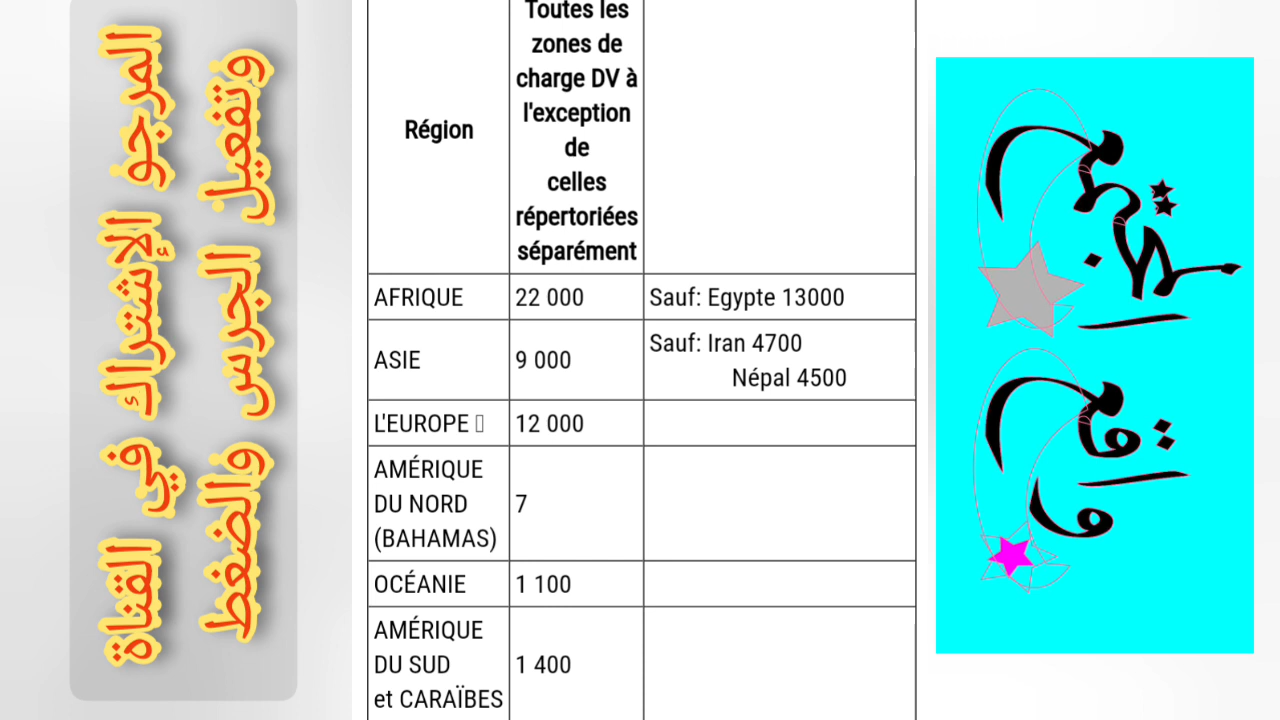 المرجو الإشتراك في القناة
والضغط الجرس وتفعيل
Région
Toutes les
zones de
charge DV à
l'exception
de
celles
répertoriées
séparément
AFRIQUE 22 000 Sauf: Egypte 13000
ASIE 9 000 Sauf: Iran 4700
Népal 4500
L'EUROPE 12 000
AMÉRIQUE
DU NORD
(BAHAMAS) 7
OCÉANIE 1 100
AMÉRIQUE
DU SUD
et CARAÏBES 1 400